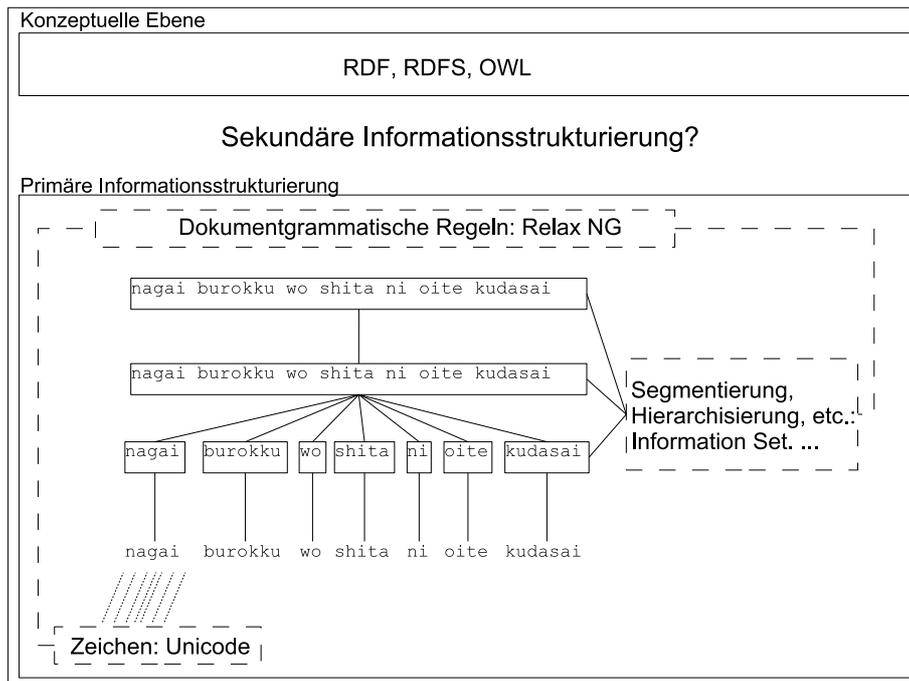 Konzeptuelle Ebene
RDF, RDFS, OWL
Sekundäre Informationsstrukturierung?
Primäre Informationsstrukturierung
Dokumentgrammatische Regeln: Relax NG
nagai burokku wo shita ni oite kudasai
nagai burokku wo shita ni oite kudasai
Segmentierung,
Hierarchisierung, etc.:
Information Set. ...
nagai burokku wo shita ni oite kudasai
nagai burokku wo shita ni oite kudasai
Zeichen: Unicode